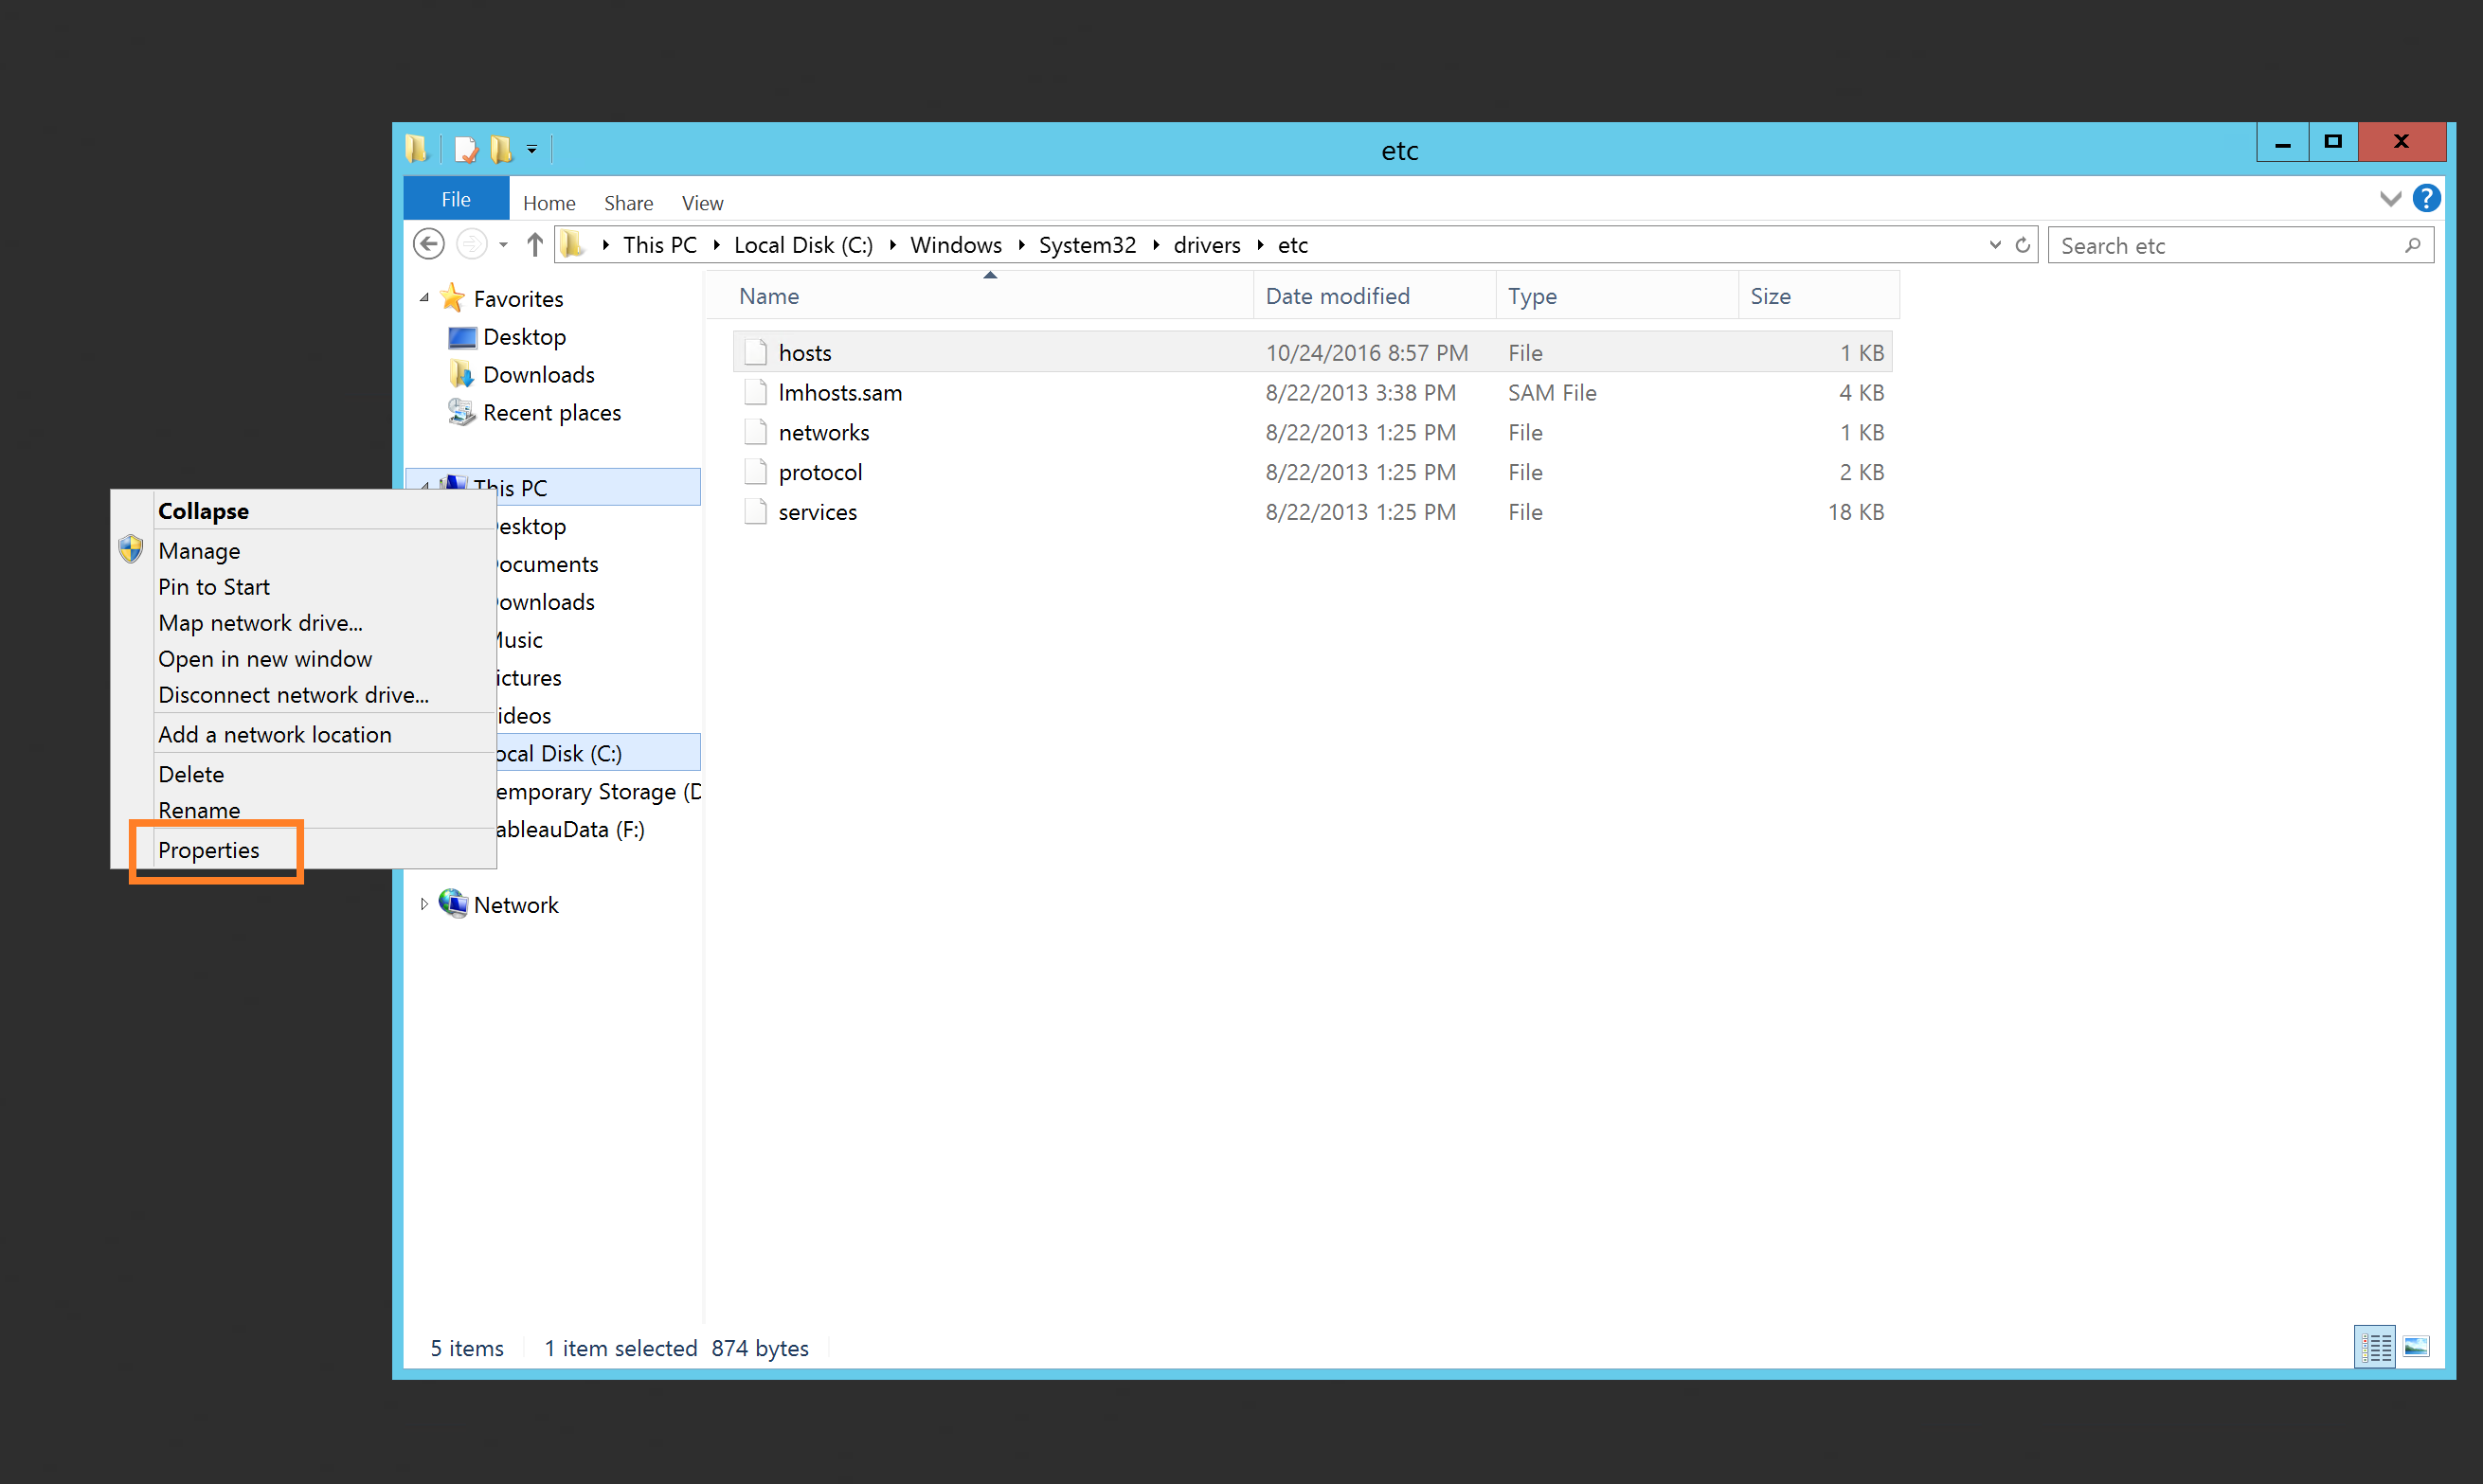 etc
File Home Share View
This PC Local Disk (C:) Windows System32 drivers etc
Search etc
Favorites
Desktop
Downloads
Recent places
This PC
esktop
ocuments
ownloads
Music
ictures
ideos
ocal Disk (C:)
emporary Storage (D
ableauData (F:)
Network
Collapse
Manage
Pin to Start
Map network drive...
Open in new window
Disconnect network drive...
Add a network location
Delete
Rename
Properties
Name Date modified Type Size
hosts 10/24/2016 8:57 PM File 1 KB
lmhosts.sam 8/22/2013 3:38 PM SAM File 4 KB
networks 8/22/2013 1:25 PM File 1 KB
protocol 8/22/2013 1:25 PM File 2 KB
services 8/22/2013 1:25 PM File 18 KB
5 items 1 item selected 874 bytes